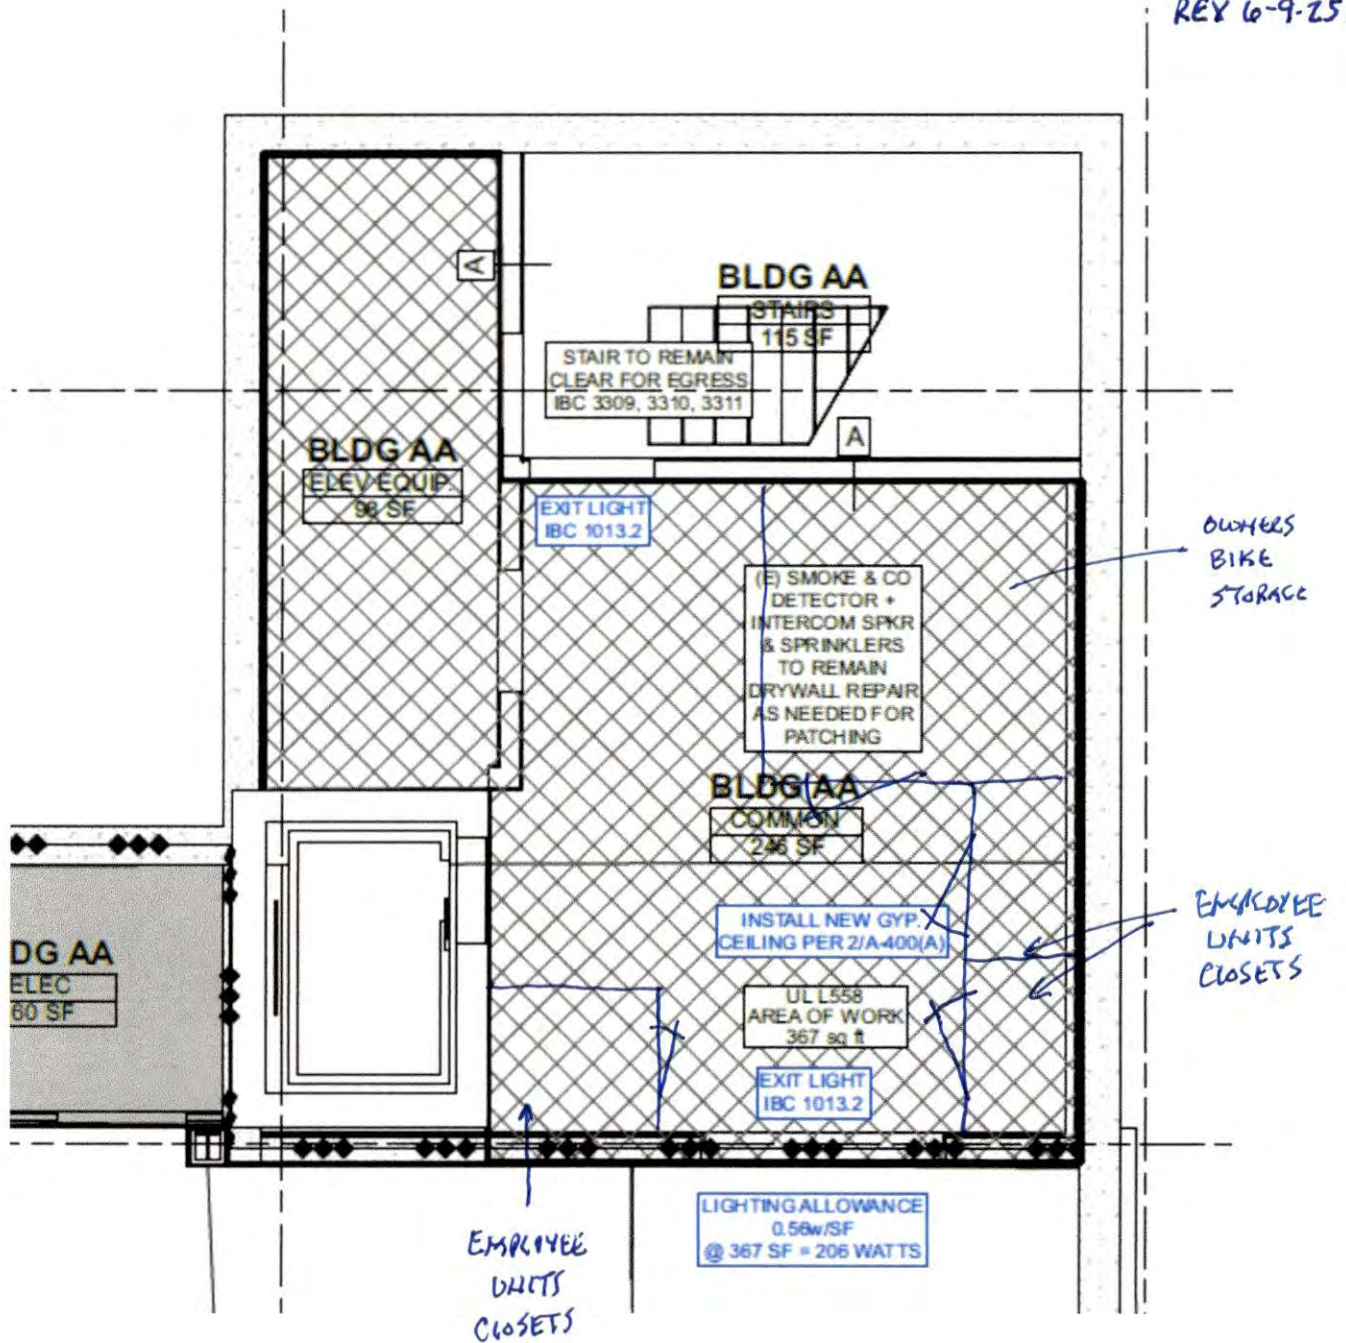 REV 6-9-25
A
BLDG AA
STAIRS
115 SF
STAIR TO REMAIN
CLEAR FOR EGRESS
IBC 3309, 3310, 3311
A
BLDG AA
ELEV EQUIP.
98 SF
EXIT LIGHT
IBC 1013.2
OWNERS
BIKE
STORAGE
(E) SMOKE & CO
DETECTOR +
INTERCOM SPKR
& SPRINKLERS
TO REMAIN
DRYWALL REPAIR
AS NEEDED FOR
PATCHING
BLDG AA
COMMON
246 SF
INSTALL NEW GYP.
CEILING PER 2/A-400(A)
EMPLOYEE
UNITS
CLOSETS
DG AA
ELEC
60 SF
UL L558
AREA OF WORK
367 sq ft
EXIT LIGHT
IBC 1013.2
LIGHTING ALLOWANCE
0.56w/SF
@ 367 SF = 206 WATTS
EMPLOYEE
UNITS
CLOSETS